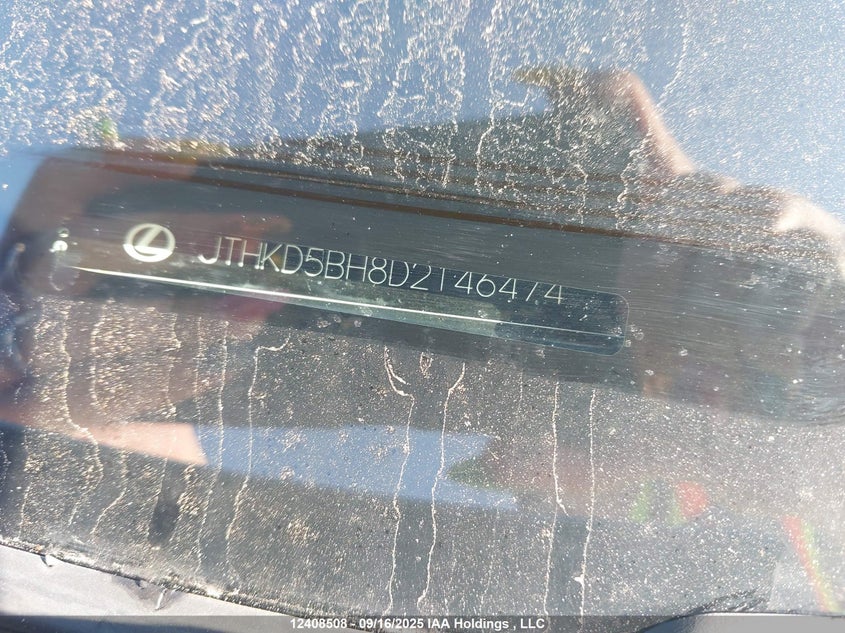 JTHKD5BH8D2146474
12408508 - 09/16/2025 IAA Holdings , LLC